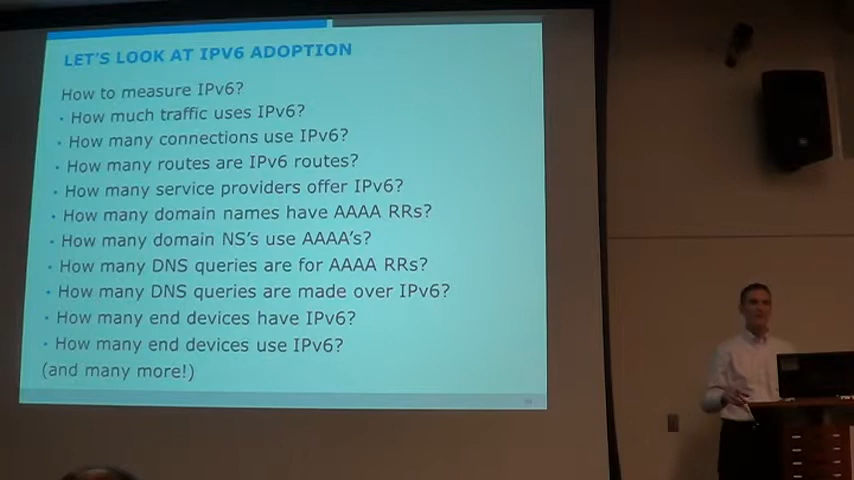 LET'S LOOK AT IPV6 ADOPTION
How to measure IPv6?
• How much traffic uses IPv6?
• How many connections use IPv6?
• How many routes are IPv6 routes?
• How many service providers offer IPv6?
• How many domain names have AAAA RRs?
• How many domain NS's use AAAA's?
• How many DNS queries are for AAAA RRs?
• How many DNS queries are made over IPv6?
• How many end devices have IPv6?
• How many end devices use IPv6?
(and many more!)